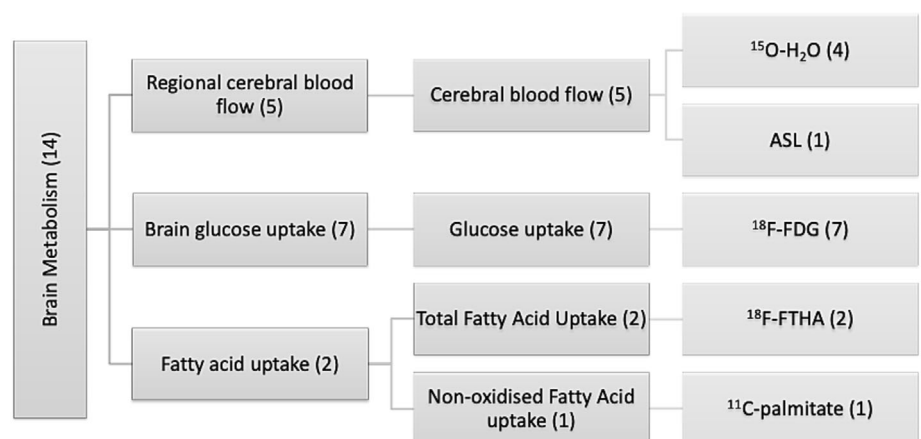 Brain Metabolism (14)
Regional cerebral blood
flow (5)
Cerebral blood flow (5)
¹⁵O-H₂O (4)
ASL (1)
Brain glucose uptake (7)
Glucose uptake (7)
¹⁸F-FDG (7)
Fatty acid uptake (2)
Total Fatty Acid Uptake (2)
¹⁸F-FTHA (2)
Non-oxidised Fatty Acid
uptake (1)
¹¹C-palmitate (1)